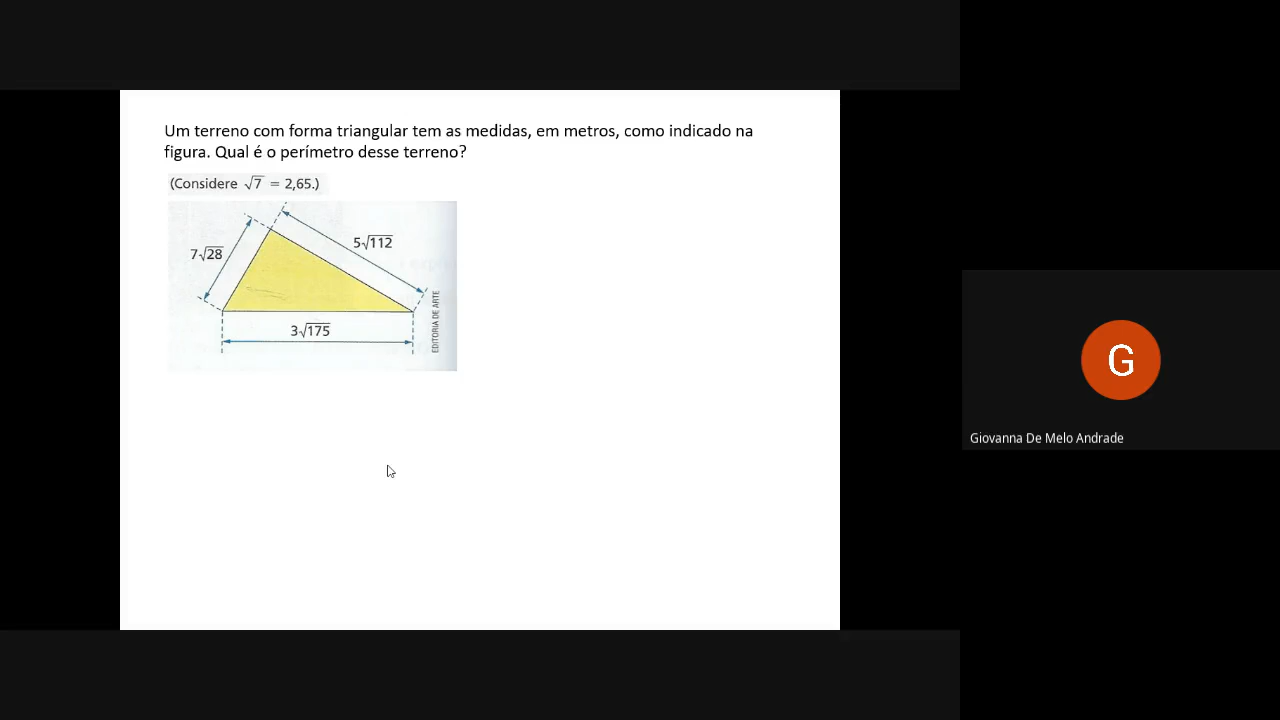 Um terreno com forma triangular tem as medidas, em metros, como indicado na
figura. Qual é o perímetro desse terreno?
(Considere √7 = 2,65.)
7√28
5√112
3√175
EDITORIA DE ARTE
G
Giovanna De Melo Andrade